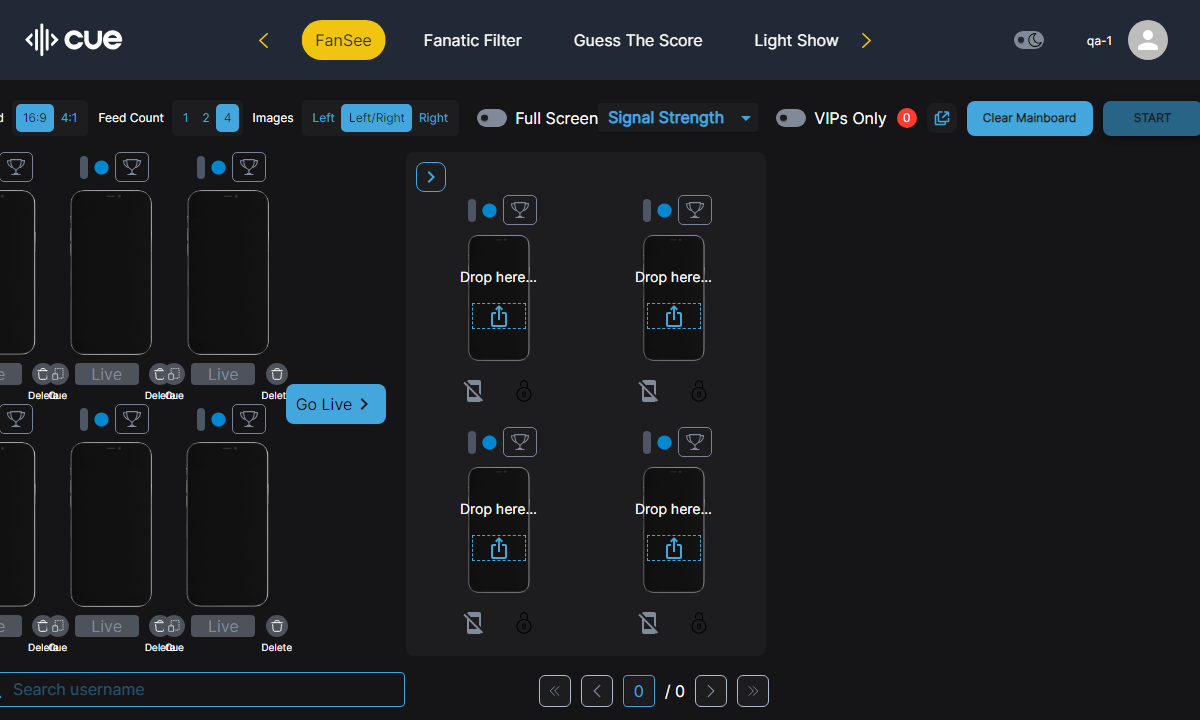 cue FanSee Fanatic Filter Guess The Score Light Show qa-1
d 16:9 4:1 Feed Count 1 2 4 Images Left Left/Right Right Full Screen Signal Strength VIPs Only 0 Clear Mainboard START
Drop here... Drop here...
e Live Live
Delete Cue Delete Cue Delete
Go Live
Drop here... Drop here...
e Live Live
Delete Cue Delete Cue Delete
Search username
0 / 0